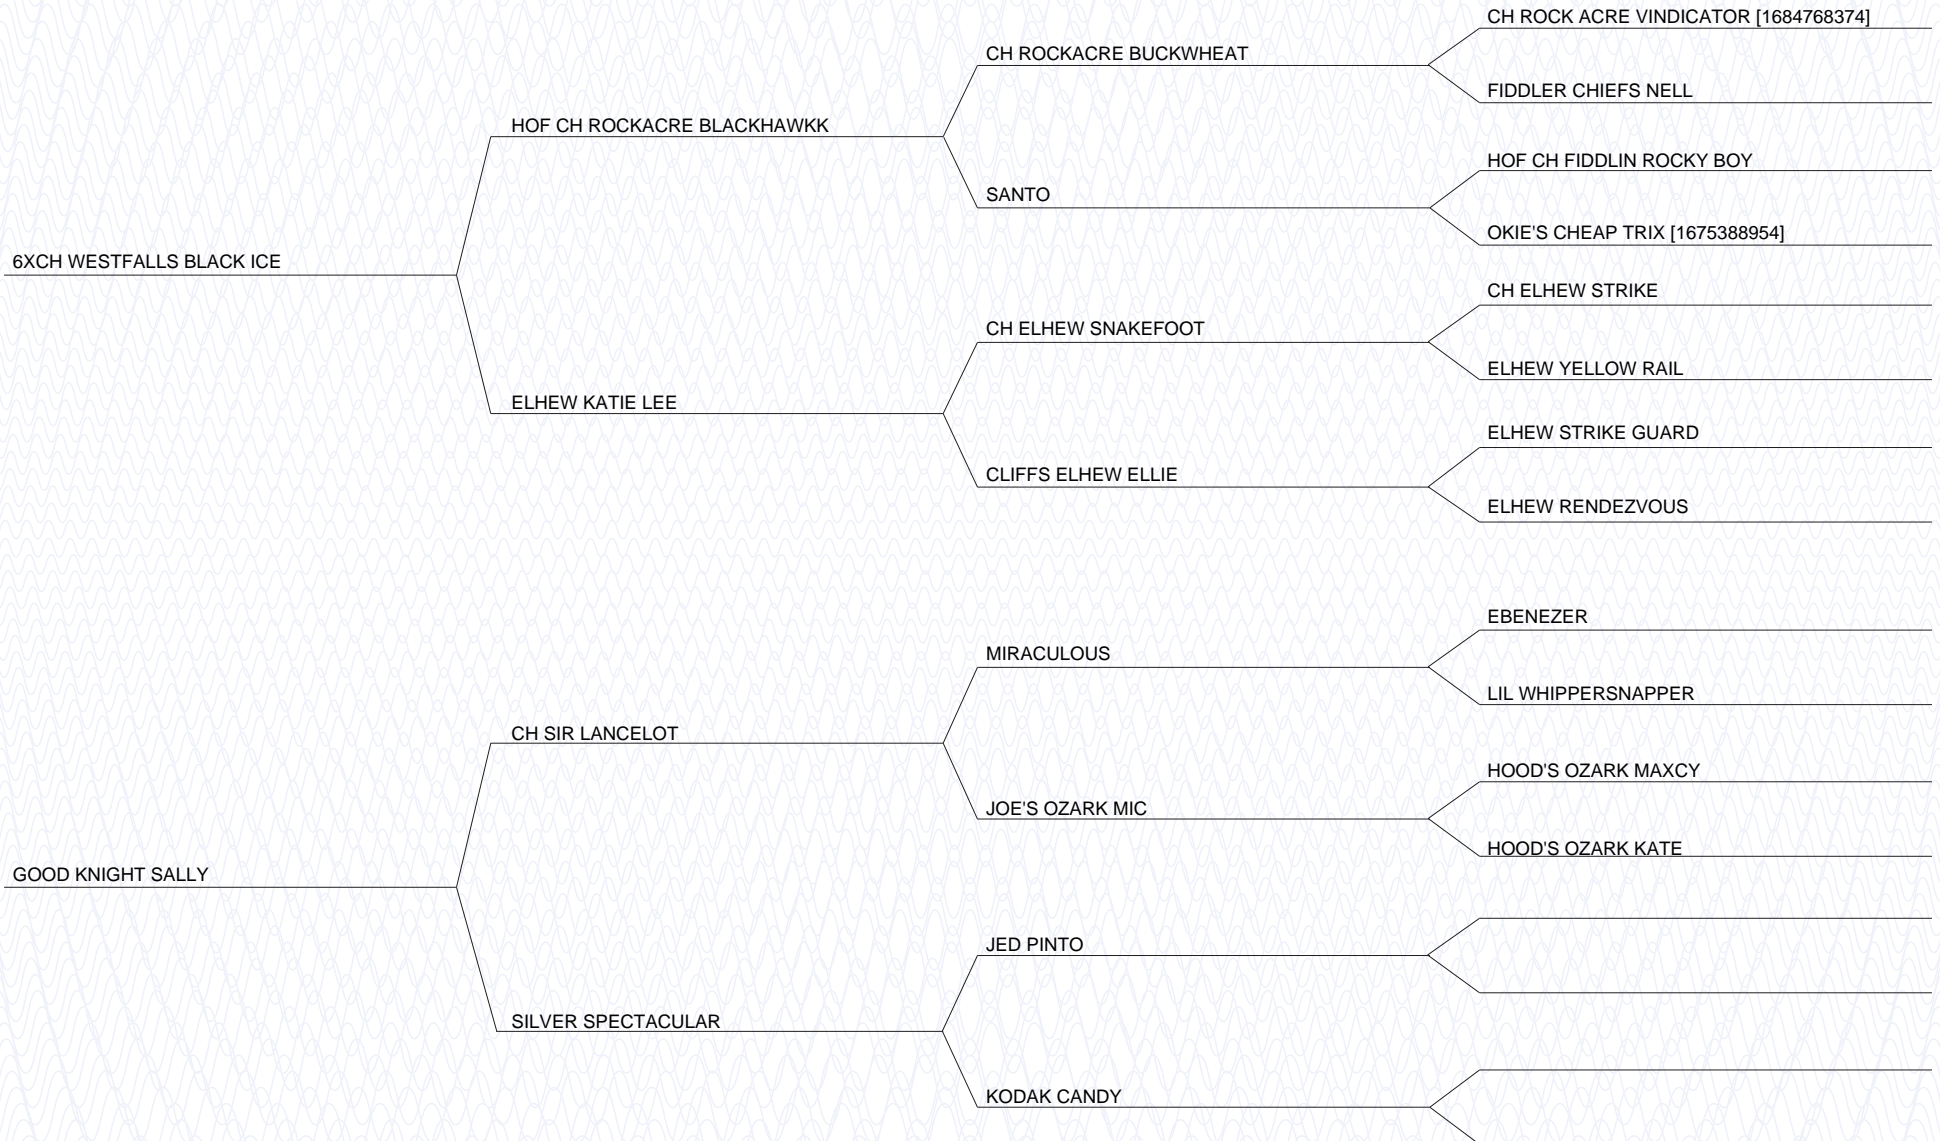 CH ROCK ACRE VINDICATOR [1684768374]
CH ROCKACRE BUCKWHEAT
FIDDLER CHIEFS NELL
HOF CH ROCKACRE BLACKHAWKK
HOF CH FIDDLIN ROCKY BOY
SANTO
OKIE'S CHEAP TRIX [1675388954]
6XCH WESTFALLS BLACK ICE
CH ELHEW STRIKE
CH ELHEW SNAKEFOOT
ELHEW YELLOW RAIL
ELHEW KATIE LEE
ELHEW STRIKE GUARD
CLIFFS ELHEW ELLIE
ELHEW RENDEZVOUS
EBENEZER
MIRACULOUS
LIL WHIPPERSNAPPER
CH SIR LANCELOT
HOOD'S OZARK MAXCY
JOE'S OZARK MIC
HOOD'S OZARK KATE
GOOD KNIGHT SALLY
JED PINTO
SILVER SPECTACULAR
KODAK CANDY